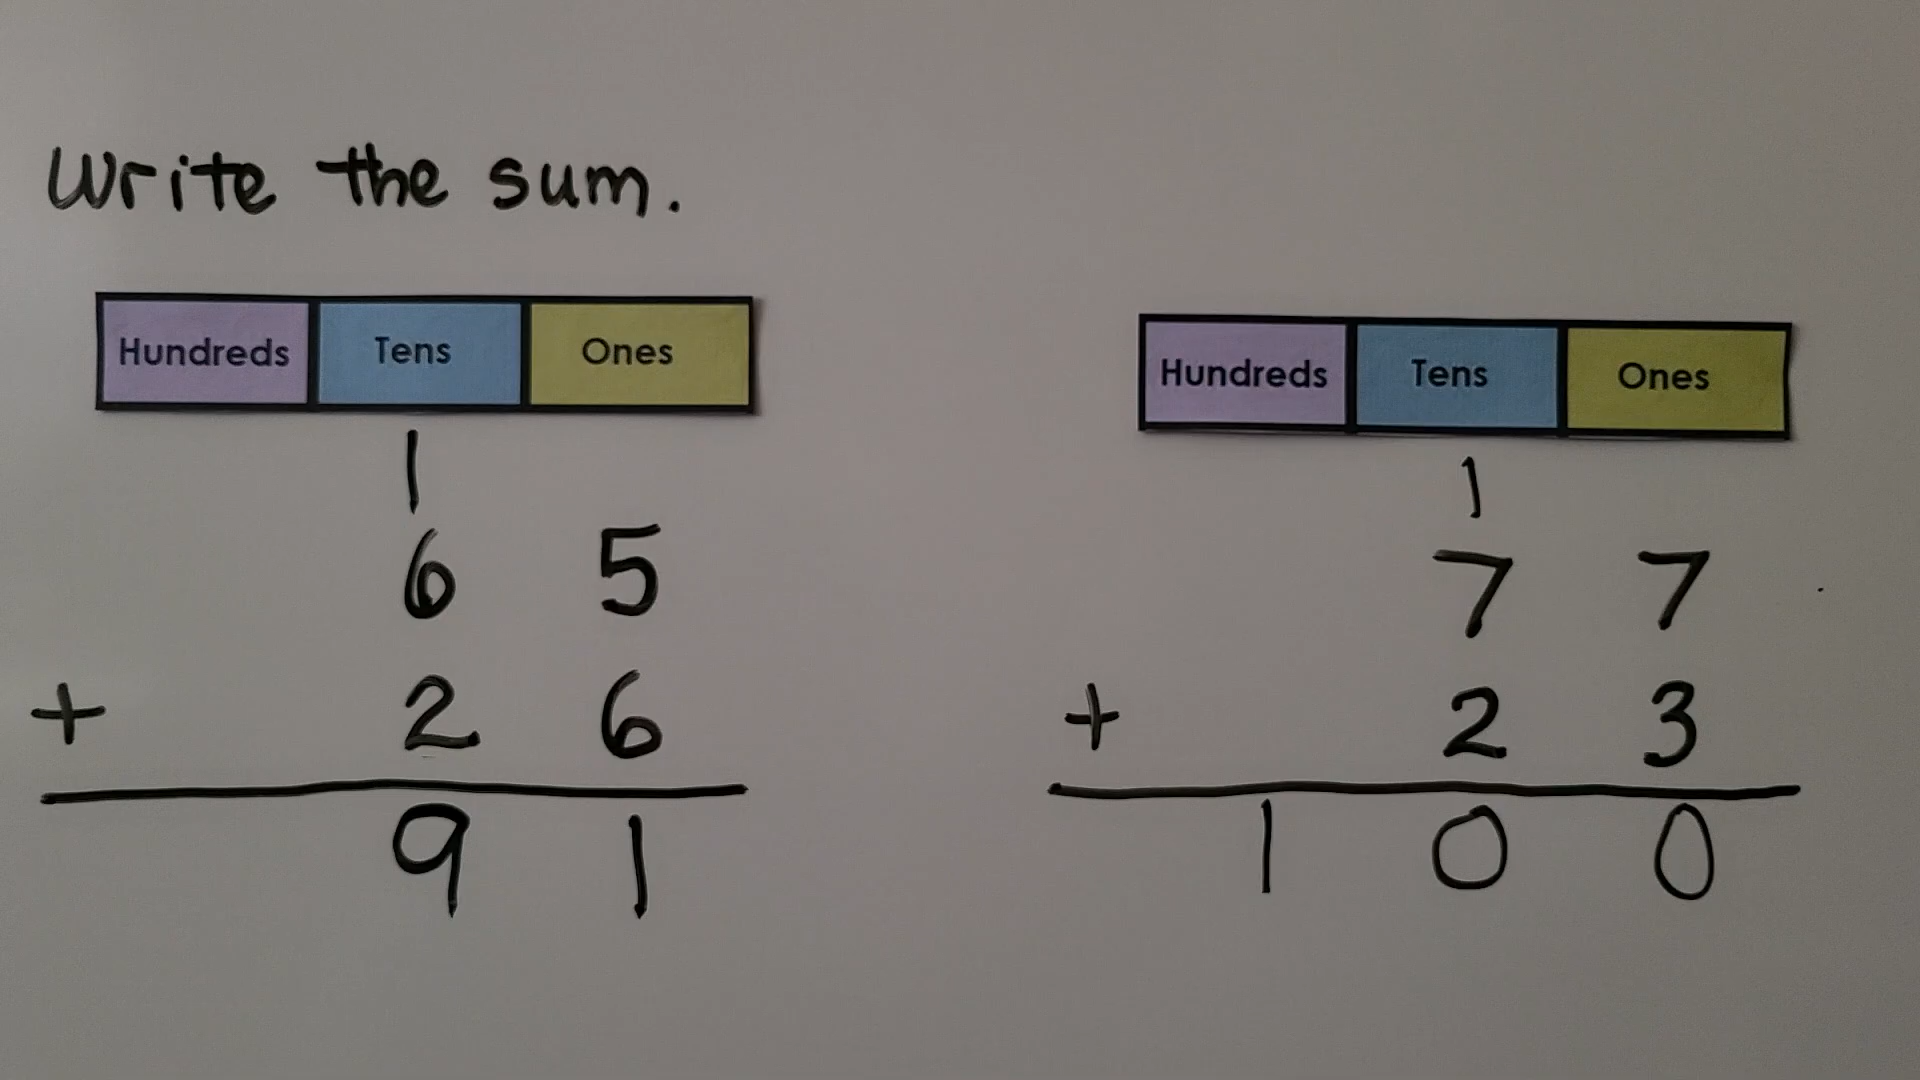 Write the sum.
Hundreds Tens Ones
1
6 5
+ 2 6
9 1
Hundreds Tens Ones
1
7 7
+ 2 3
1 0 0